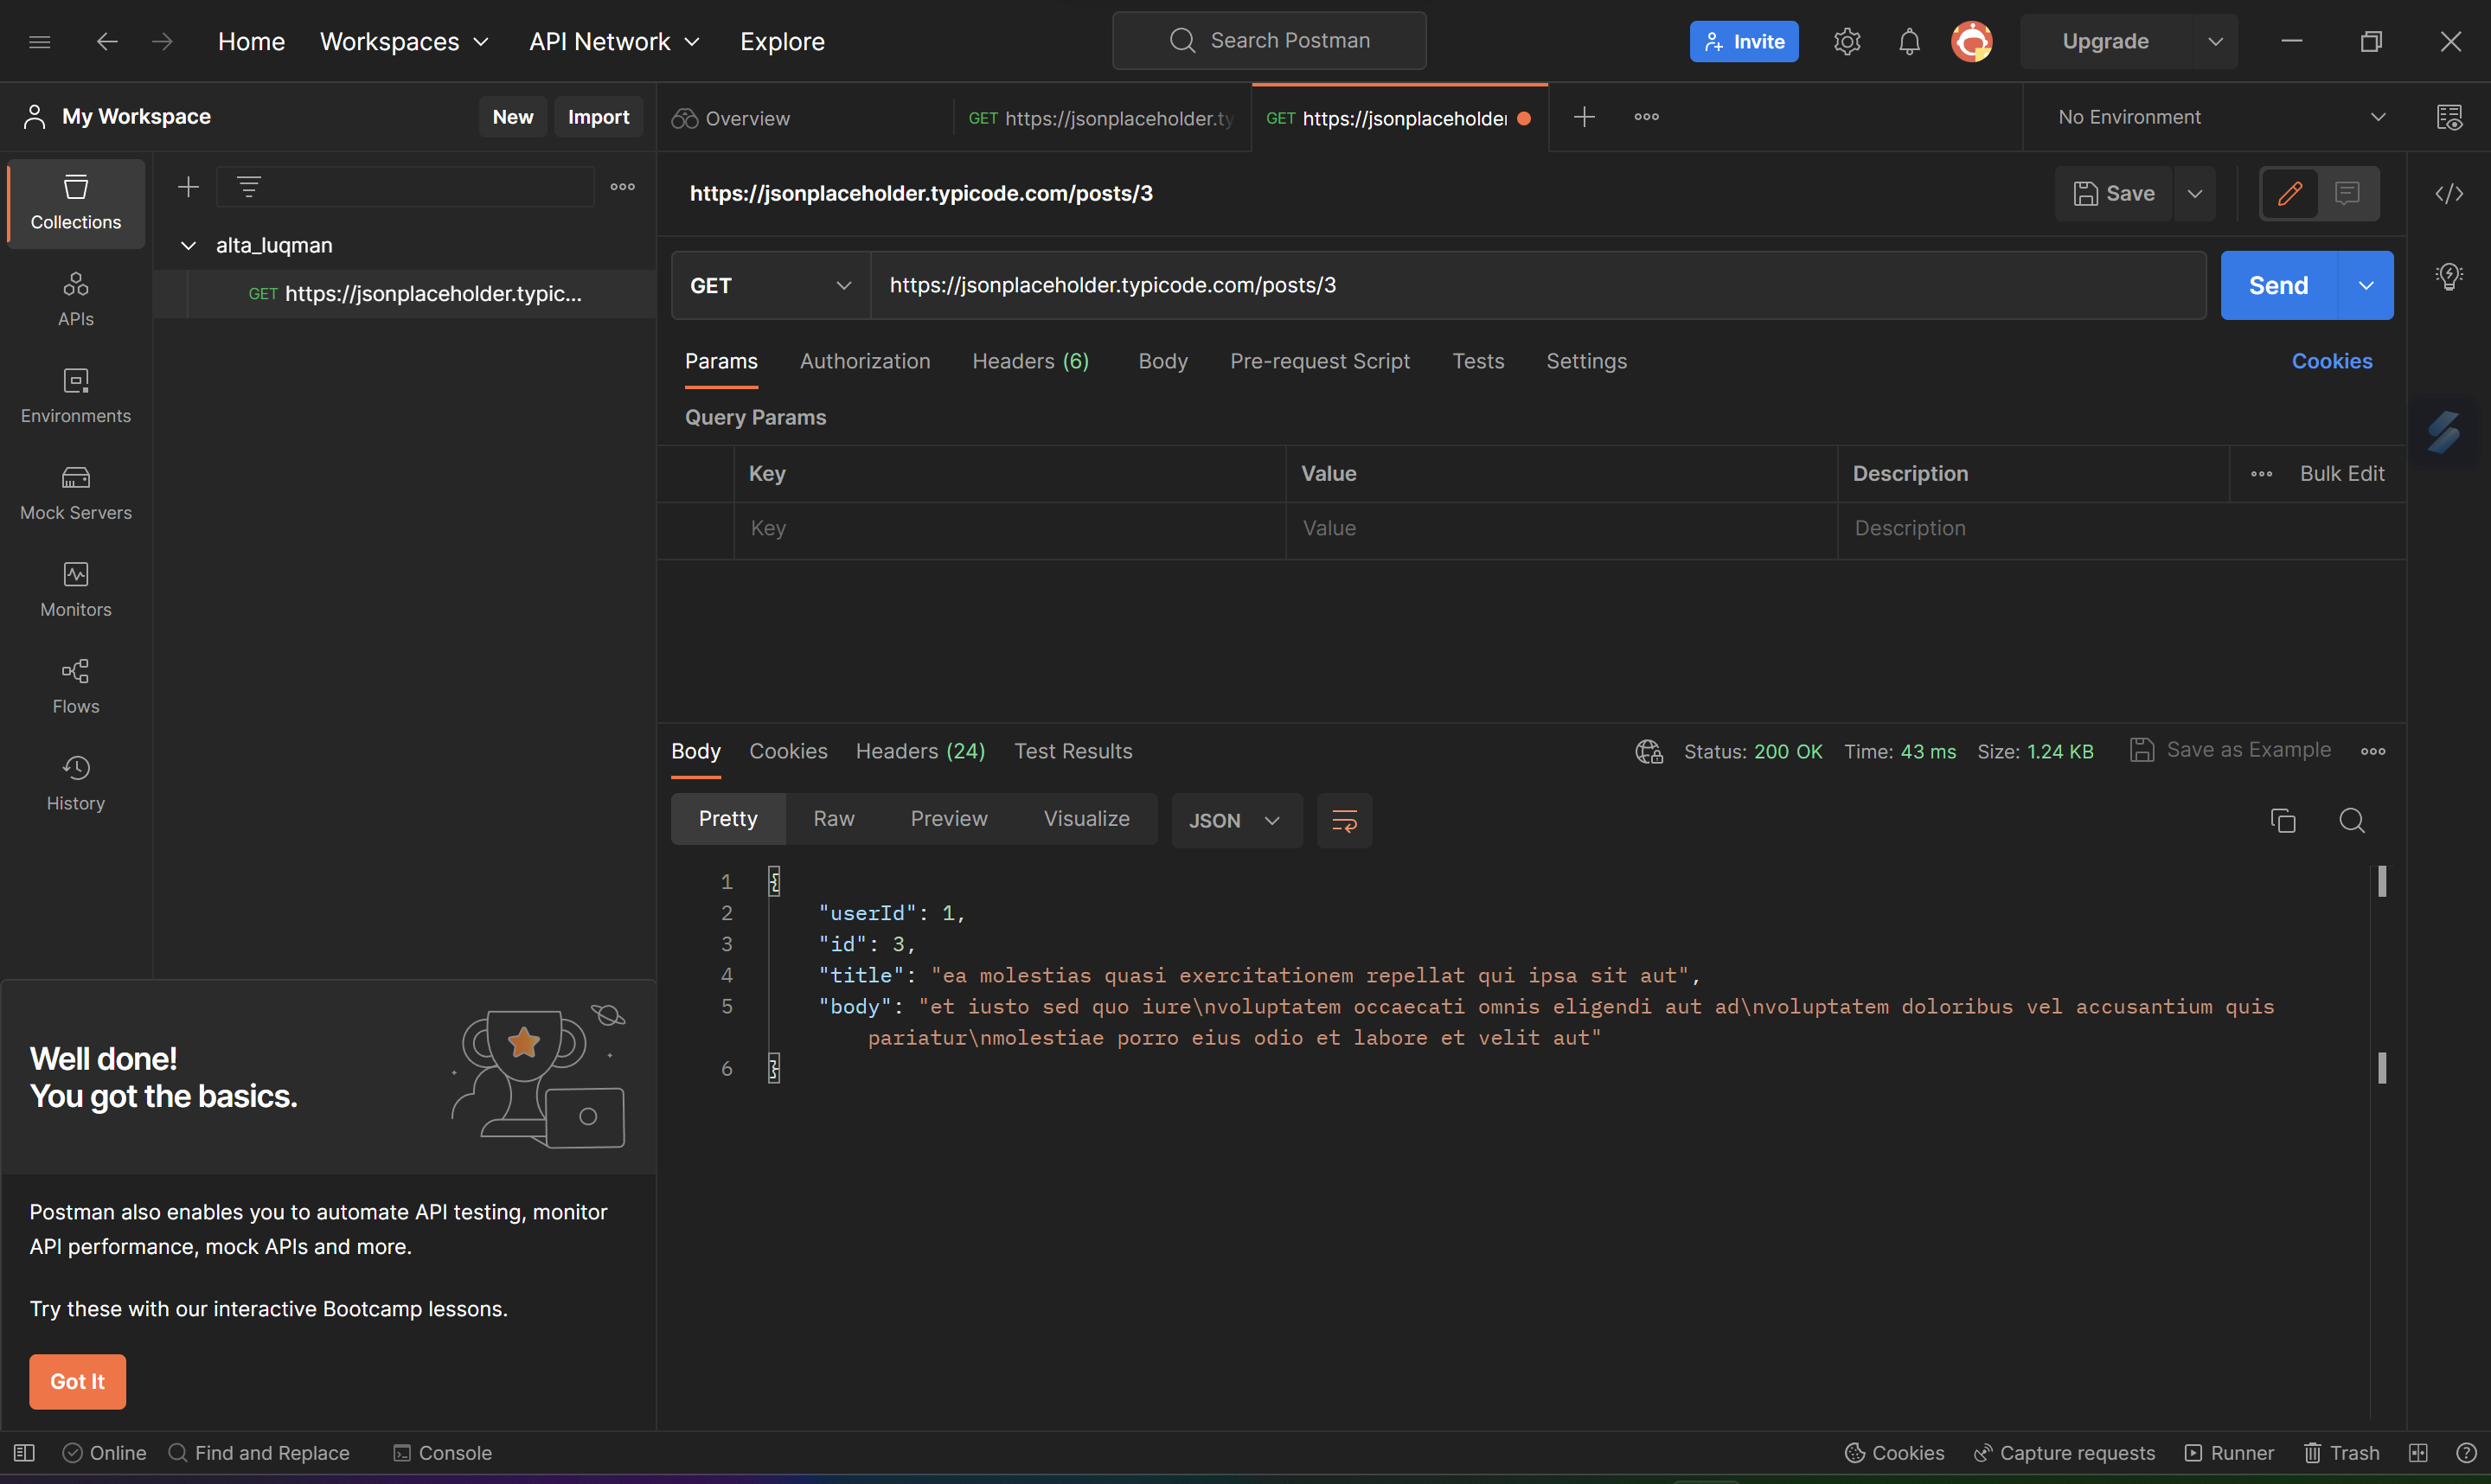 Home Workspaces API Network Explore Search Postman Invite Upgrade
My Workspace New Import
Overview GET https://jsonplaceholder.ty GET https://jsonplaceholder No Environment
Collections
APIs
Environments
Mock Servers
Monitors
Flows
History
alta_luqman
GET https://jsonplaceholder.typic...
https://jsonplaceholder.typicode.com/posts/3 Save
GET https://jsonplaceholder.typicode.com/posts/3 Send
Params Authorization Headers (6) Body Pre-request Script Tests Settings Cookies
Query Params
Key Value Description Bulk Edit
Key Value Description
Body Cookies Headers (24) Test Results Status: 200 OK Time: 43 ms Size: 1.24 KB Save as Example
Pretty Raw Preview Visualize JSON
1 {
2 "userId": 1,
3 "id": 3,
4 "title": "ea molestias quasi exercitationem repellat qui ipsa sit aut",
5 "body": "et iusto sed quo iure\nvoluptatem occaecati omnis eligendi aut ad\nvoluptatem doloribus vel accusantium quis
pariatur\nmolestiae porro eius odio et labore et velit aut"
6 }
Well done!
You got the basics.
Postman also enables you to automate API testing, monitor
API performance, mock APIs and more.
Try these with our interactive Bootcamp lessons.
Got It
Online Find and Replace Console Cookies Capture requests Runner Trash